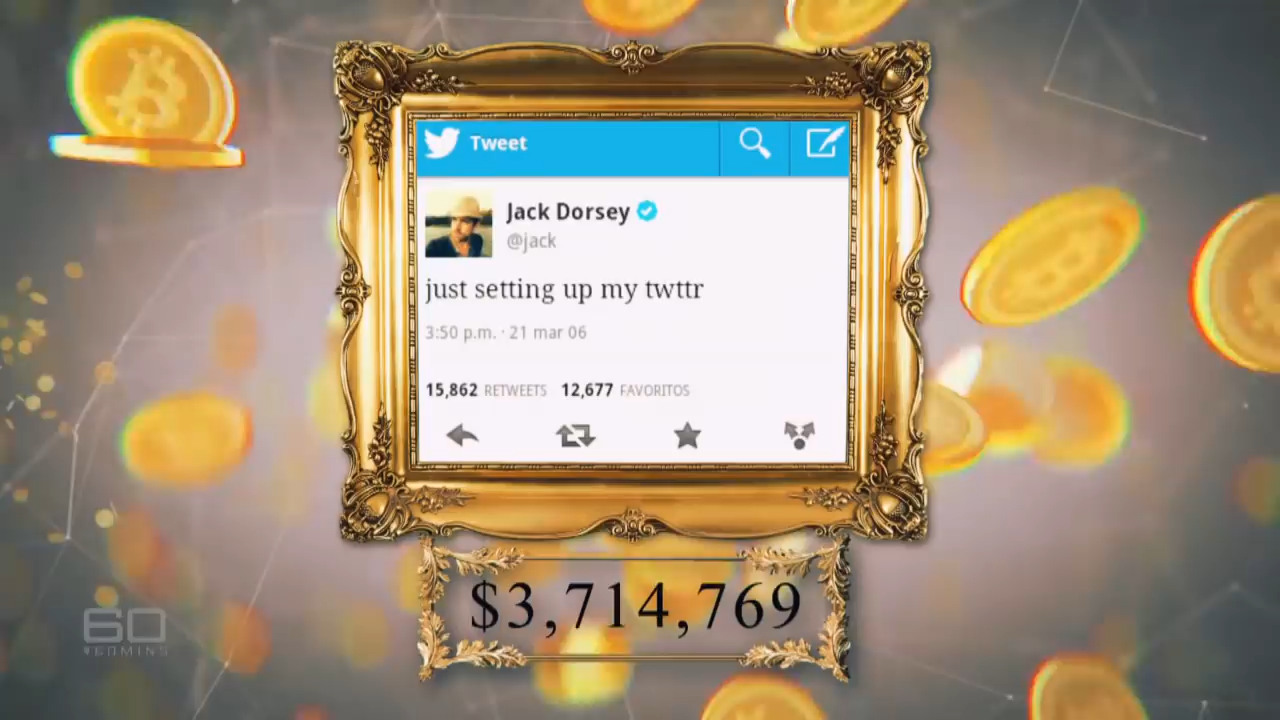 Tweet
Jack Dorsey
@jack
just setting up my twttr
3:50 p.m. · 21 mar 06
15,862 RETWEETS 12,677 FAVORITOS
$3,714,769
60
9COMINS